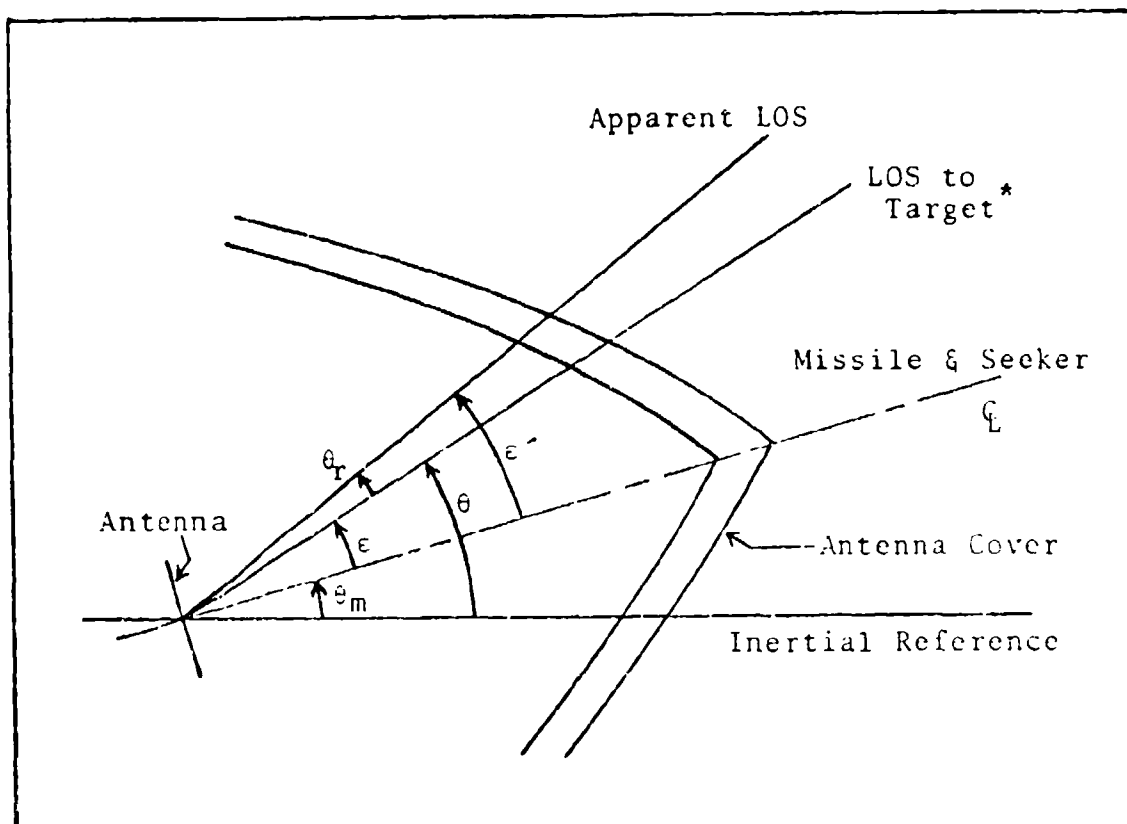 Apparent LOS
LOS to
Target*
Missile & Seeker
℄
ε'
θr
θ
Antenna
ε
Antenna Cover
θm
Inertial Reference